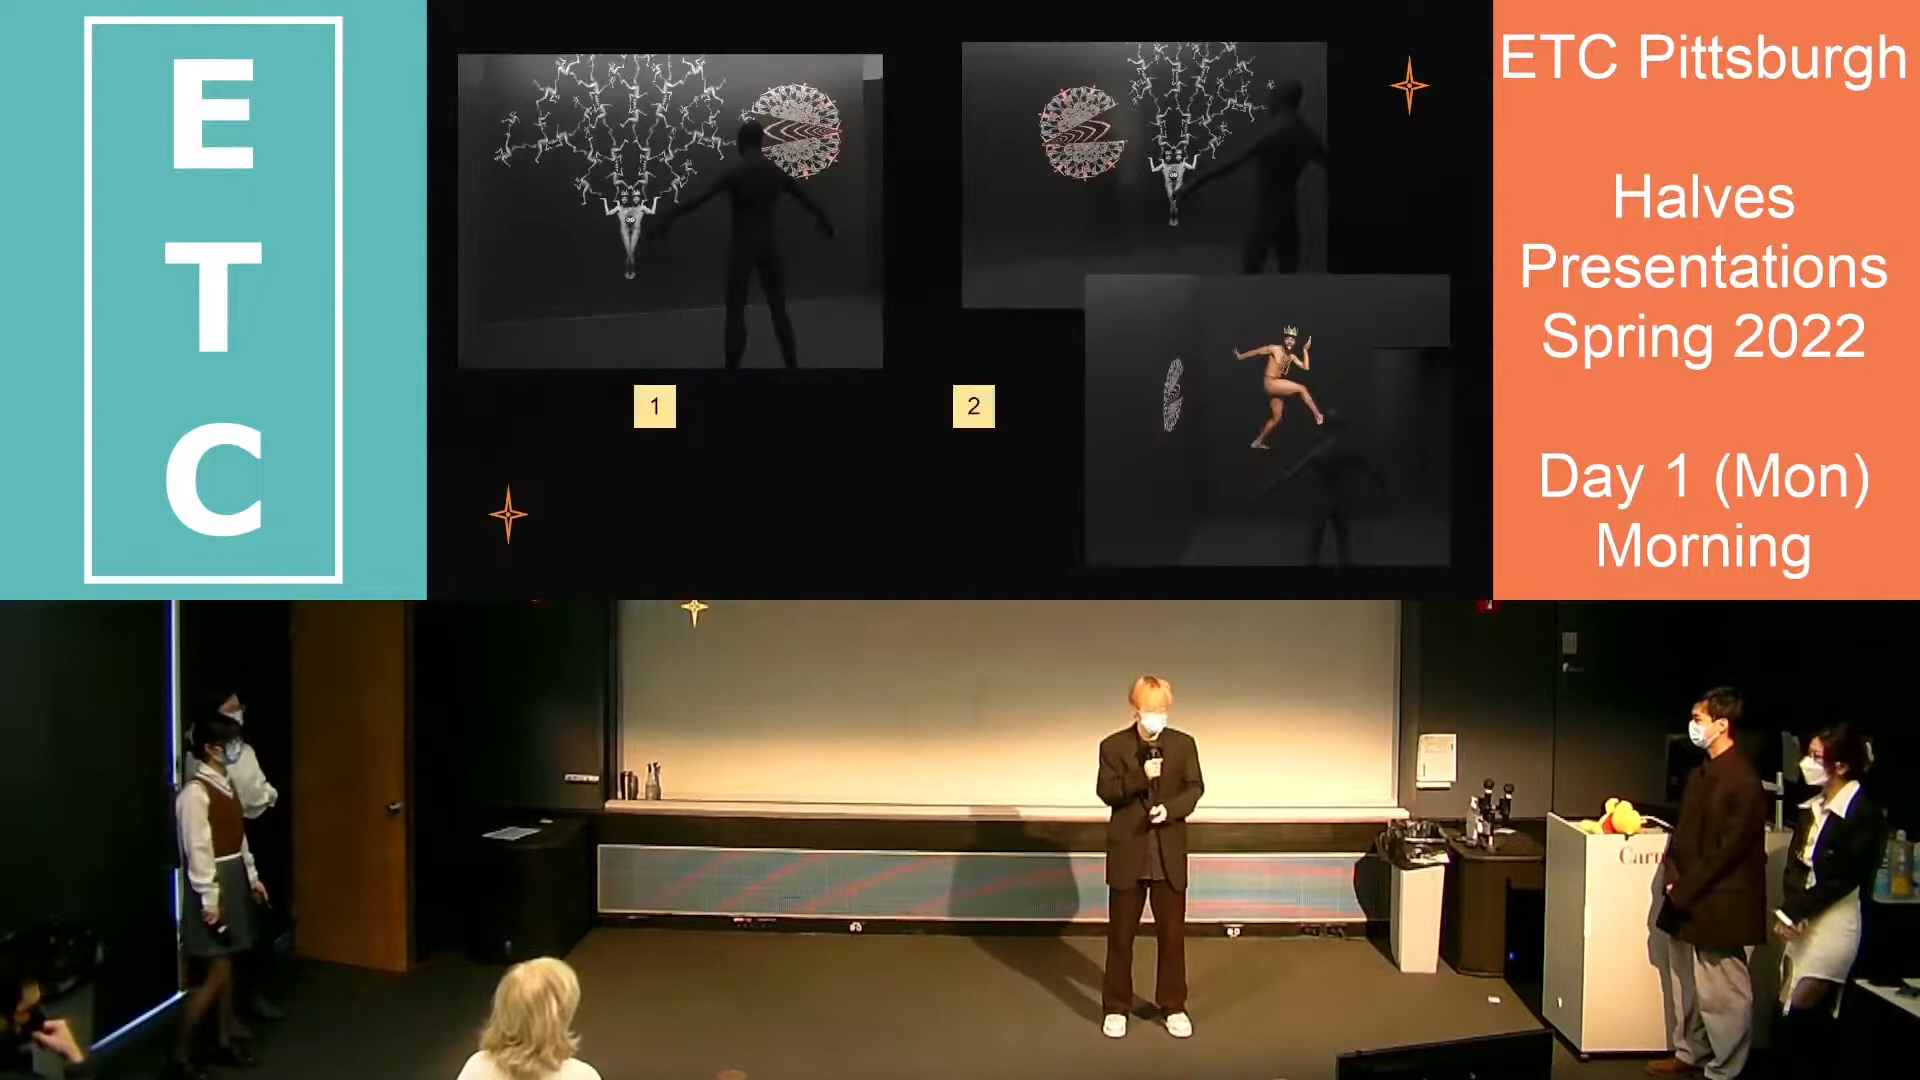 E
T
C
1
2
ETC Pittsburgh
Halves
Presentations
Spring 2022
Day 1 (Mon)
Morning